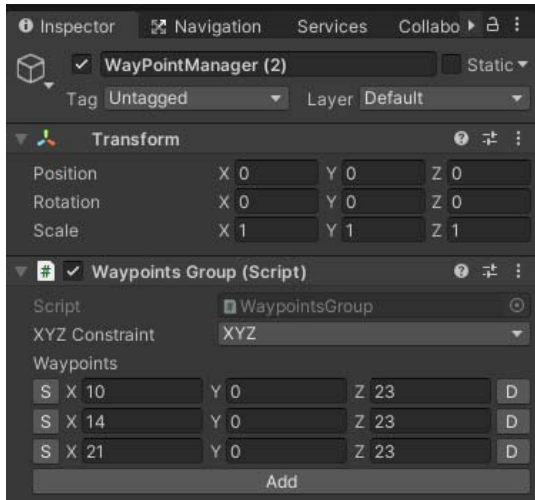 Inspector Navigation Services Collabo
WayPointManager (2) Static
Tag Untagged Layer Default
Transform
Position X 0 Y 0 Z 0
Rotation X 0 Y 0 Z 0
Scale X 1 Y 1 Z 1
# Waypoints Group (Script)
Script # WaypointsGroup
XYZ Constraint XYZ
Waypoints
S X 10 Y 0 Z 23 D
S X 14 Y 0 Z 23 D
S X 21 Y 0 Z 23 D
Add